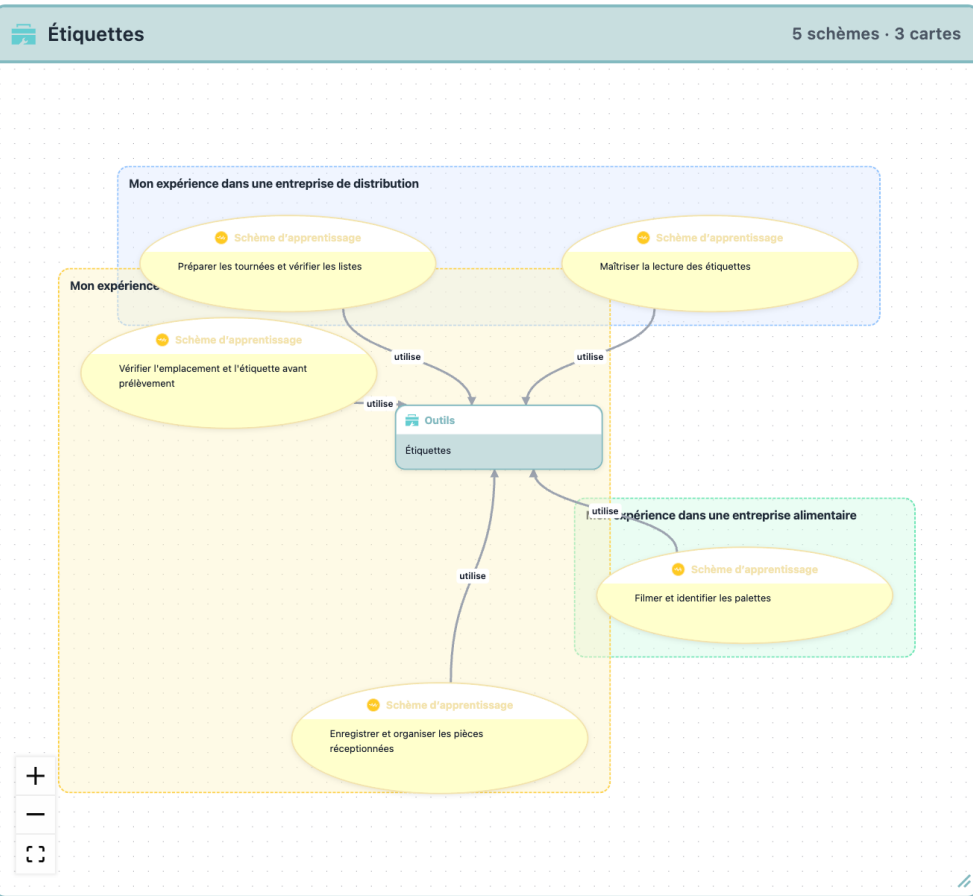 Étiquettes
5 schèmes · 3 cartes
Mon expérience dans une entreprise de distribution
Schème d'apprentissage
Préparer les tournées et vérifier les listes
Schème d'apprentissage
Maîtriser la lecture des étiquettes
Mon expérience
Schème d'apprentissage
Vérifier l'emplacement et l'étiquette avant
prélèvement
utilise
utilise
utilise
Outils
Étiquettes
utilise
expérience dans une entreprise alimentaire
Schème d'apprentissage
Filmer et identifier les palettes
utilise
Schème d'apprentissage
Enregistrer et organiser les pièces
réceptionnées